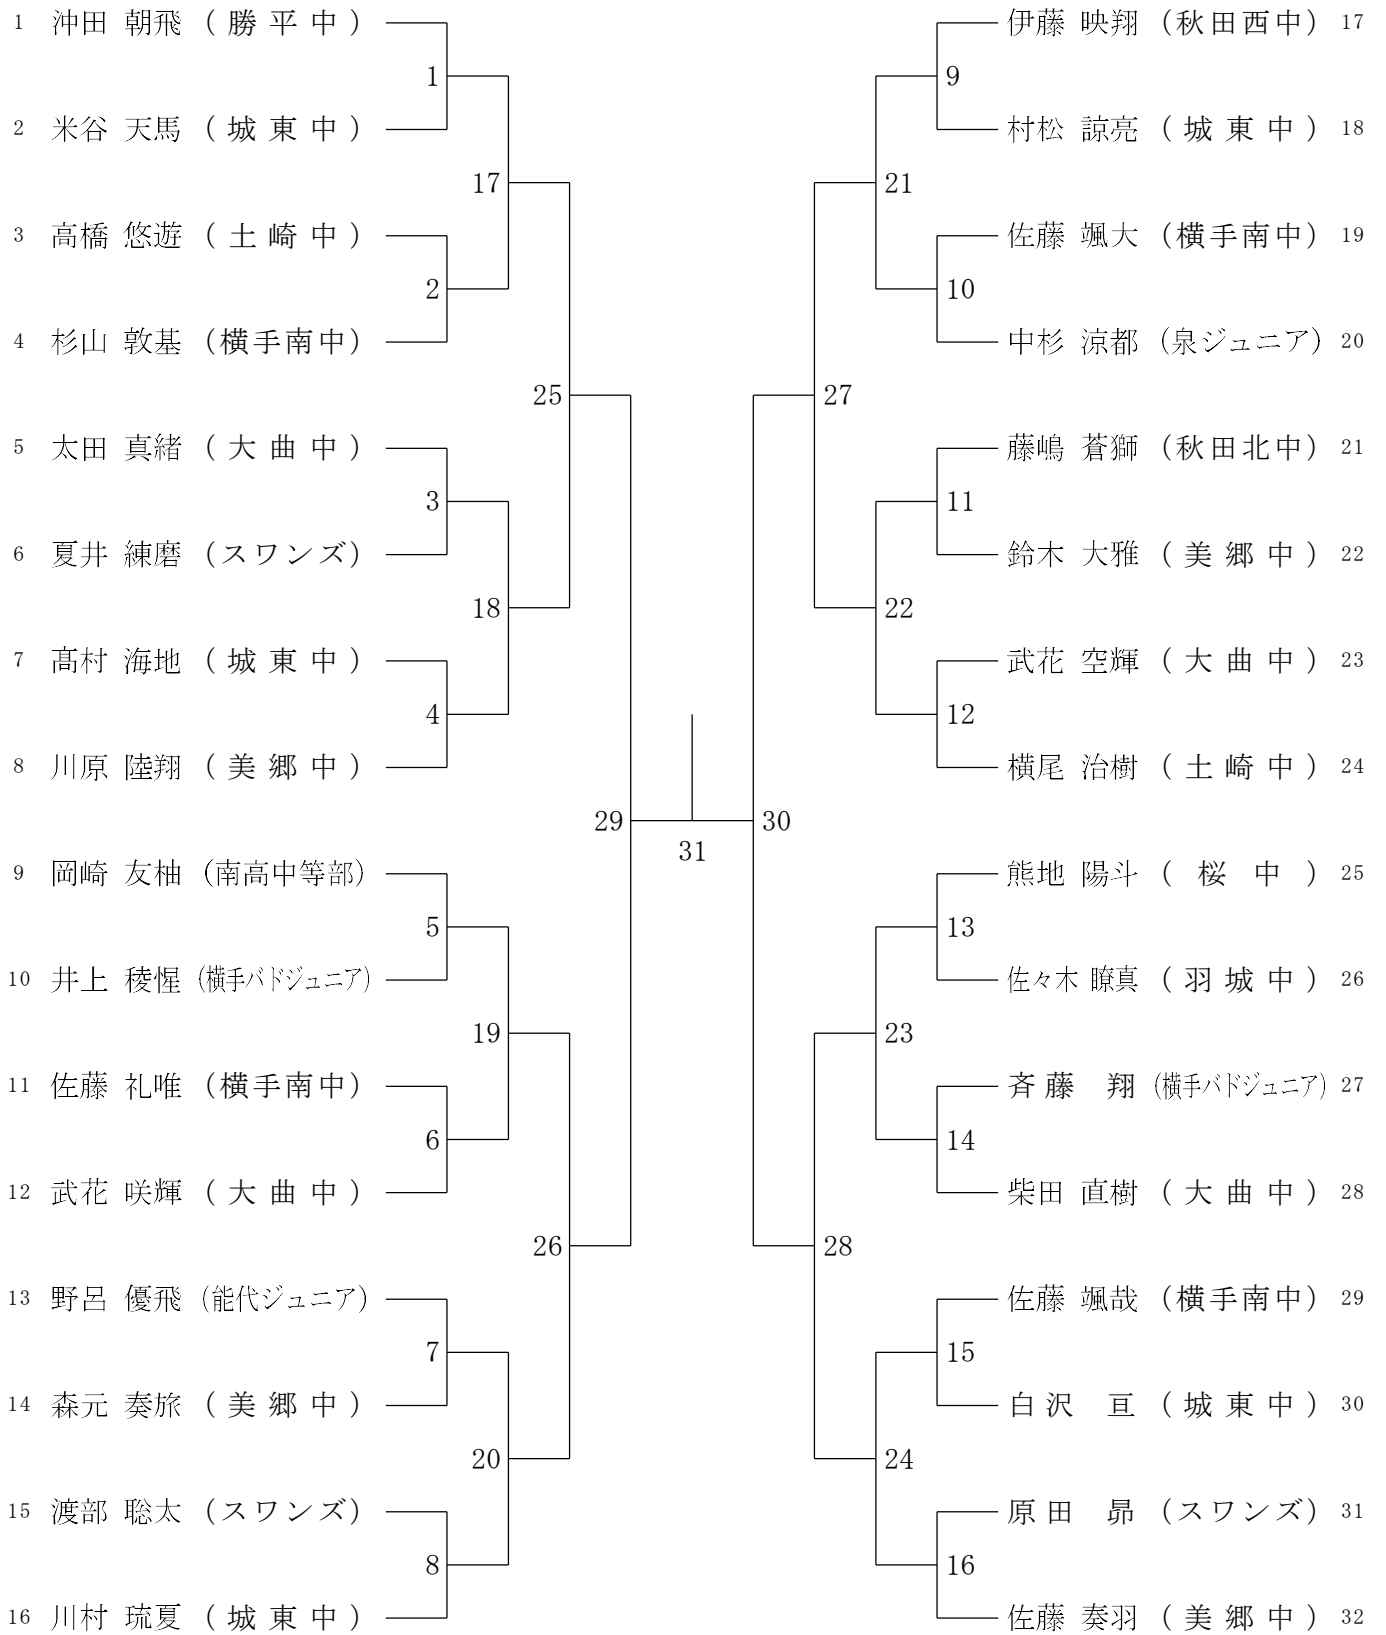 1 沖田 朝飛 (勝平中)
1
2 米谷 天馬 (城東中)
17
3 高橋 悠遊 (土崎中)
2
4 杉山 敦基 (横手南中)
25
5 太田 真緒 (大曲中)
3
6 夏井 練磨 (スワンズ)
18
7 髙村 海地 (城東中)
4
8 川原 陸翔 (美郷中)
29
9 岡崎 友柚 (南高中等部)
5
10 井上 稜惺 (横手バドジュニア)
19
11 佐藤 礼唯 (横手南中)
6
12 武花 咲輝 (大曲中)
26
13 野呂 優飛 (能代ジュニア)
7
14 森元 奏旅 (美郷中)
20
15 渡部 聡太 (スワンズ)
8
16 川村 琉夏 (城東中)
31
伊藤 映翔 (秋田西中) 17
9
村松 諒亮 (城東中) 18
21
佐藤 颯大 (横手南中) 19
10
中杉 涼都 (泉ジュニア) 20
27
藤嶋 蒼獅 (秋田北中) 21
11
鈴木 大雅 (美郷中) 22
22
武花 空輝 (大曲中) 23
12
横尾 治樹 (土崎中) 24
30
熊地 陽斗 (桜中) 25
13
佐々木 瞭真 (羽城中) 26
23
斉藤 翔 (横手バドジュニア) 27
14
柴田 直樹 (大曲中) 28
28
佐藤 颯哉 (横手南中) 29
15
白沢 亘 (城東中) 30
24
原田 昴 (スワンズ) 31
16
佐藤 奏羽 (美郷中) 32